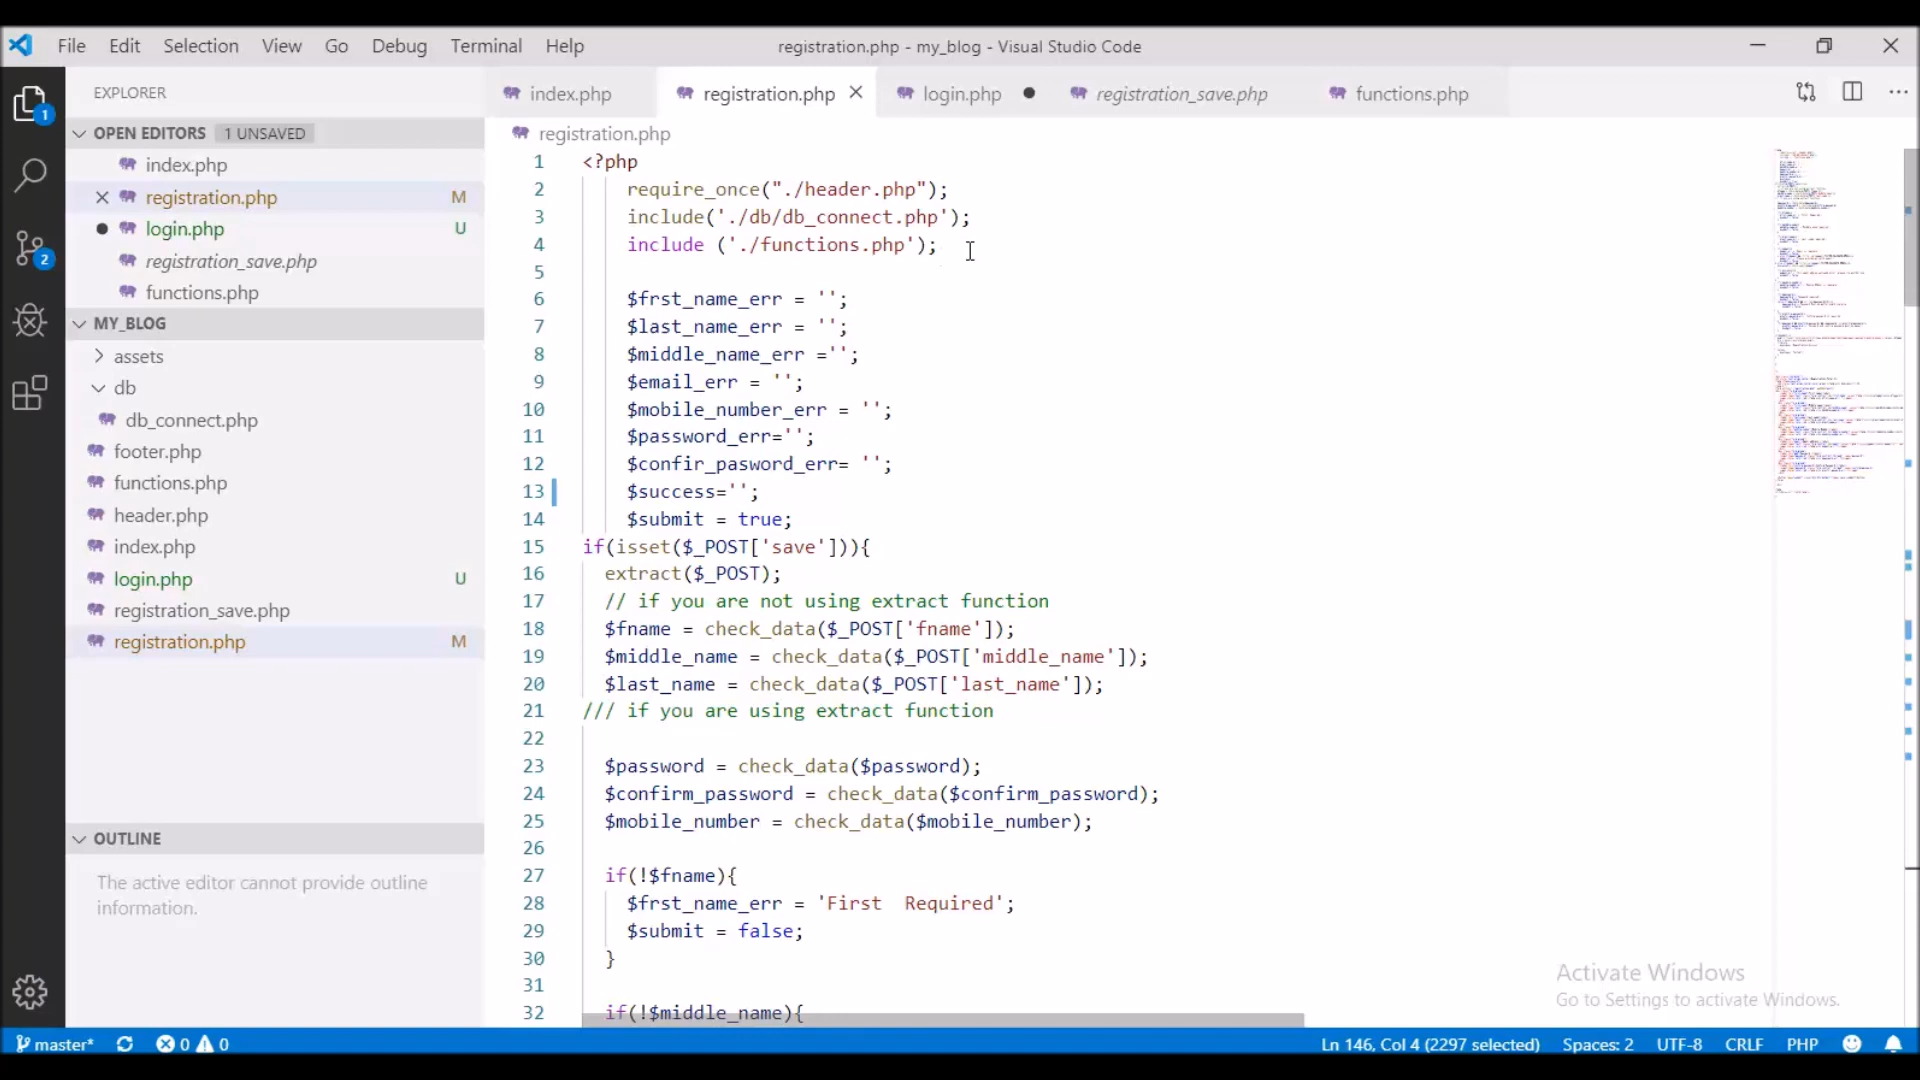 File Edit Selection View Go Debug Terminal Help
registration.php - my_blog - Visual Studio Code
EXPLORER
OPEN EDITORS 1 UNSAVED
index.php
registration.php M
login.php U
registration_save.php
functions.php
MY_BLOG
assets
db
db_connect.php
footer.php
functions.php
header.php
index.php
login.php U
registration_save.php
registration.php M
OUTLINE
The active editor cannot provide outline
information.
1
2
index.php registration.php login.php registration_save.php functions.php
registration.php
1 <?php
2 require_once("./header.php");
3 include('./db/db_connect.php');
4 include ('./functions.php');
5
6 $frst_name_err = '';
7 $last_name_err = '';
8 $middle_name_err ='';
9 $email_err = '';
10 $mobile_number_err = '';
11 $password_err='';
12 $confir_pasword_err= '';
13 $success='';
14 $submit = true;
15 if(isset($_POST['save'])){
16 extract($_POST);
17 // if you are not using extract function
18 $fname = check_data($_POST['fname']);
19 $middle_name = check_data($_POST['middle_name']);
20 $last_name = check_data($_POST['last_name']);
21 /// if you are using extract function
22
23 $password = check_data($password);
24 $confirm_password = check_data($confirm_password);
25 $mobile_number = check_data($mobile_number);
26
27 if(!$fname){
28 $frst_name_err = 'First  Required';
29 $submit = false;
30 }
31
32 if(!$middle_name){
Activate Windows
Go to Settings to activate Windows.
master* 0 0 Ln 146, Col 4 (2297 selected) Spaces: 2 UTF-8 CRLF PHP